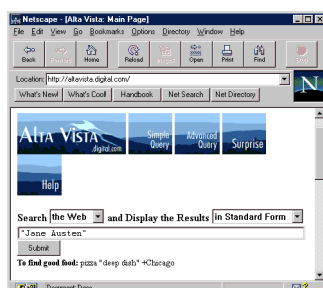 Netscape - [Alta Vista: Main Page]
File Edit View Go Bookmarks Options Directory Window Help
Back Forward Home Reload Images Open Print Find Stop
Location: http://altavista.digital.com/
What's New! What's Cool! Handbook Net Search Net Directory
N
ALTA VISTA
.digital.com
Simple
Query
Advanced
Query
Surprise
Help
Search the Web and Display the Results in Standard Form
"Jane Austen"
Submit
To find good food: pizza "deep dish" +Chicago
Document: Done